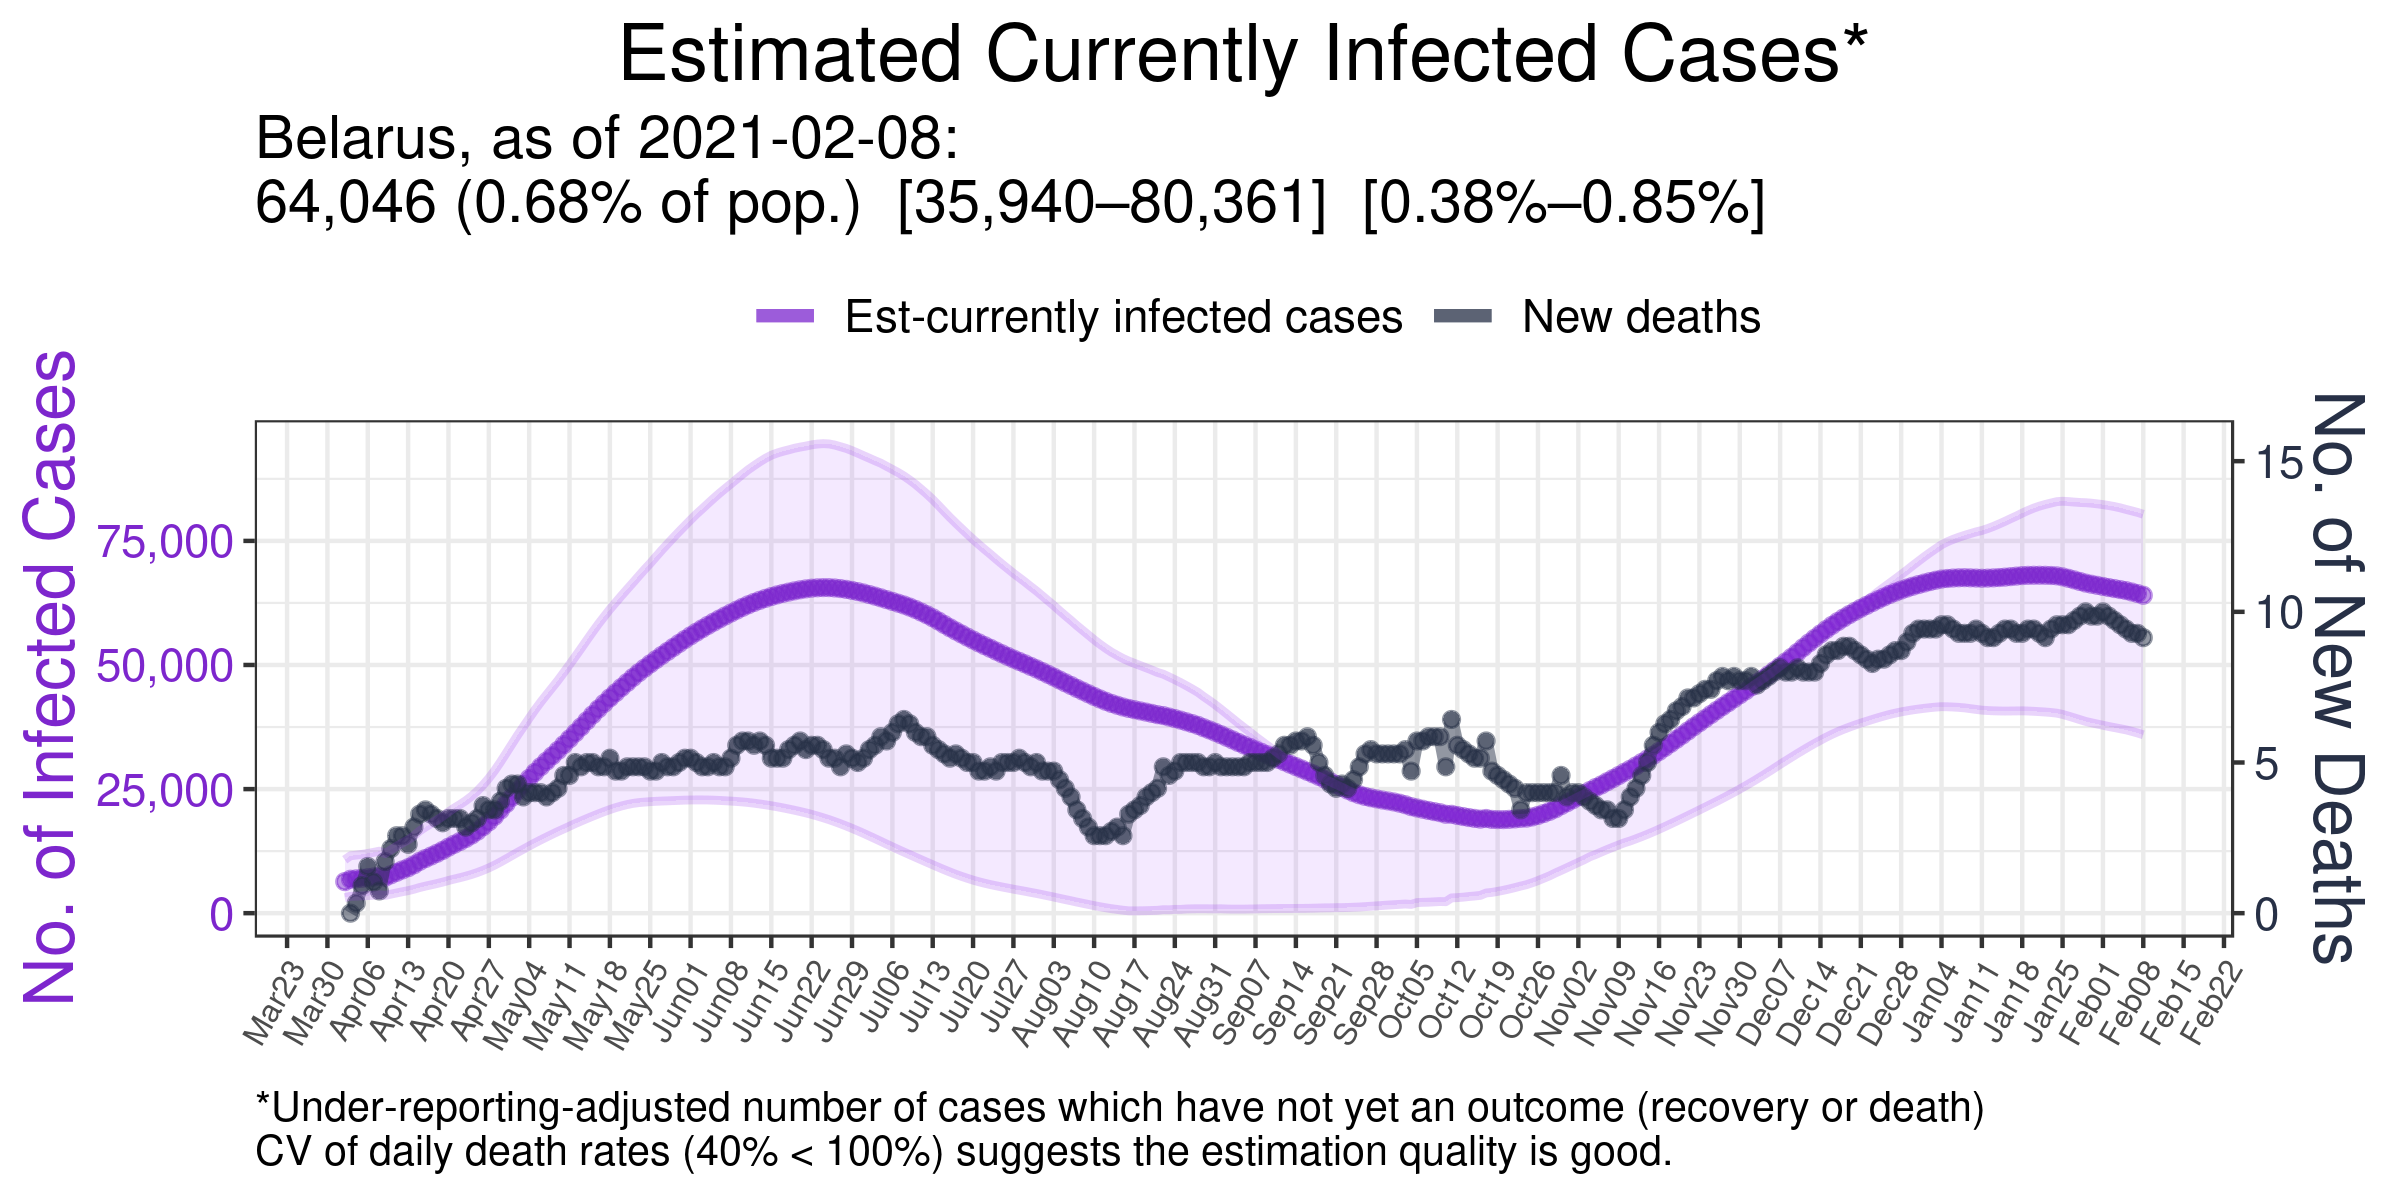 Estimated Currently Infected Cases*
Belarus, as of 2021-02-08:
64,046 (0.68% of pop.) [35,940–80,361] [0.38%–0.85%]
Est-currently infected cases
New deaths
No. of Infected Cases
75,000
50,000
25,000
0
15
10
5
0
No. of New Deaths
Mar23
Mar30
Apr06
Apr13
Apr20
Apr27
May04
May11
May18
May25
Jun01
Jun08
Jun15
Jun22
Jun29
Jul06
Jul13
Jul20
Jul27
Aug03
Aug10
Aug17
Aug24
Aug31
Sep07
Sep14
Sep21
Sep28
Oct05
Oct12
Oct19
Oct26
Nov02
Nov09
Nov16
Nov23
Nov30
Dec07
Dec14
Dec21
Dec28
Jan04
Jan11
Jan18
Jan25
Feb01
Feb08
Feb15
Feb22
*Under-reporting-adjusted number of cases which have not yet an outcome (recovery or death)
CV of daily death rates (40% < 100%) suggests the estimation quality is good.